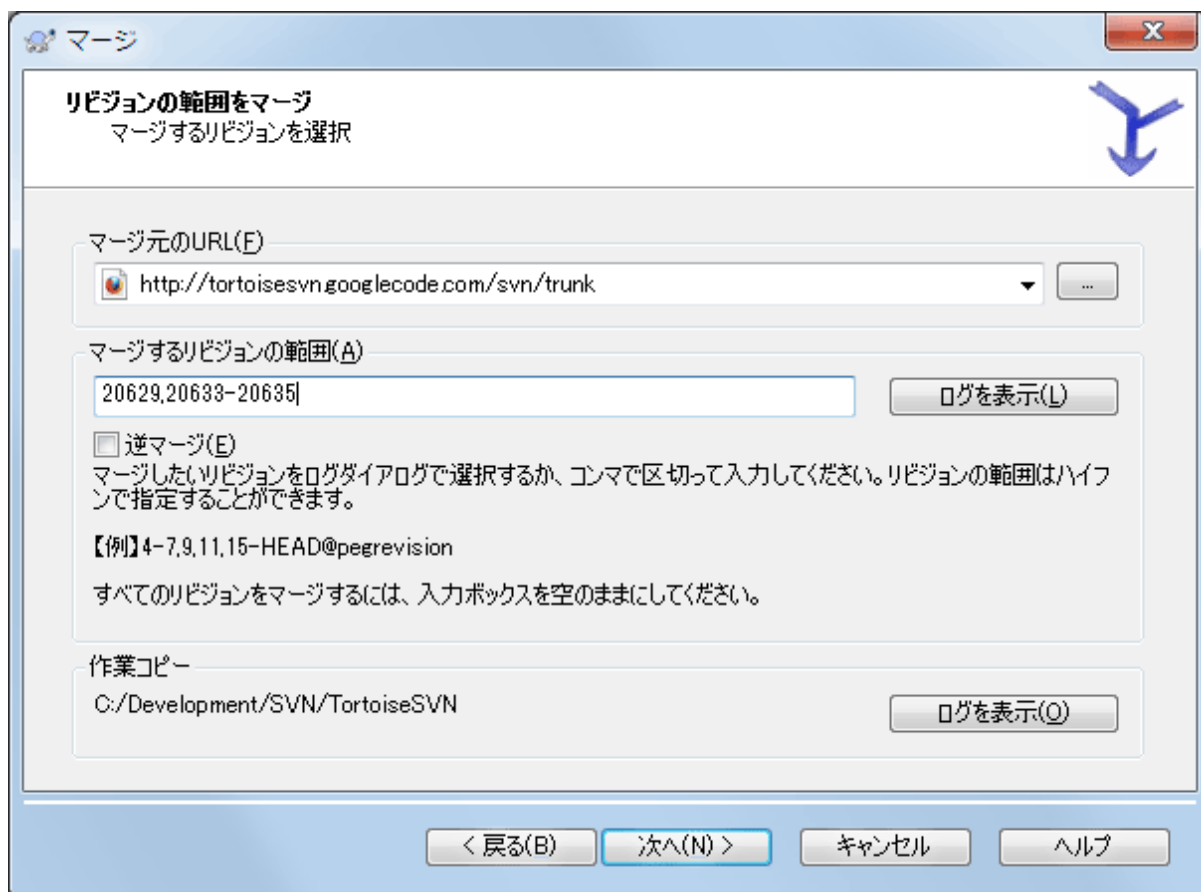 マージ
リビジョンの範囲をマージ
マージするリビジョンを選択
マージ元のURL(F)
http://tortoisesvn.googlecode.com/svn/trunk
...
マージするリビジョンの範囲(A)
20629,20633-20635
ログを表示(L)
逆マージ(E)
マージしたいリビジョンをログダイアログで選択するか、コンマで区切って入力してください。リビジョンの範囲はハイフ
ンで指定することができます。
【例】4-7,9,11,15-HEAD@pegrevision
すべてのリビジョンをマージするには、入力ボックスを空のままにしてください。
作業コピー
C:/Development/SVN/TortoiseSVN
ログを表示(O)
< 戻る(B)
次へ(N) >
キャンセル
ヘルプ